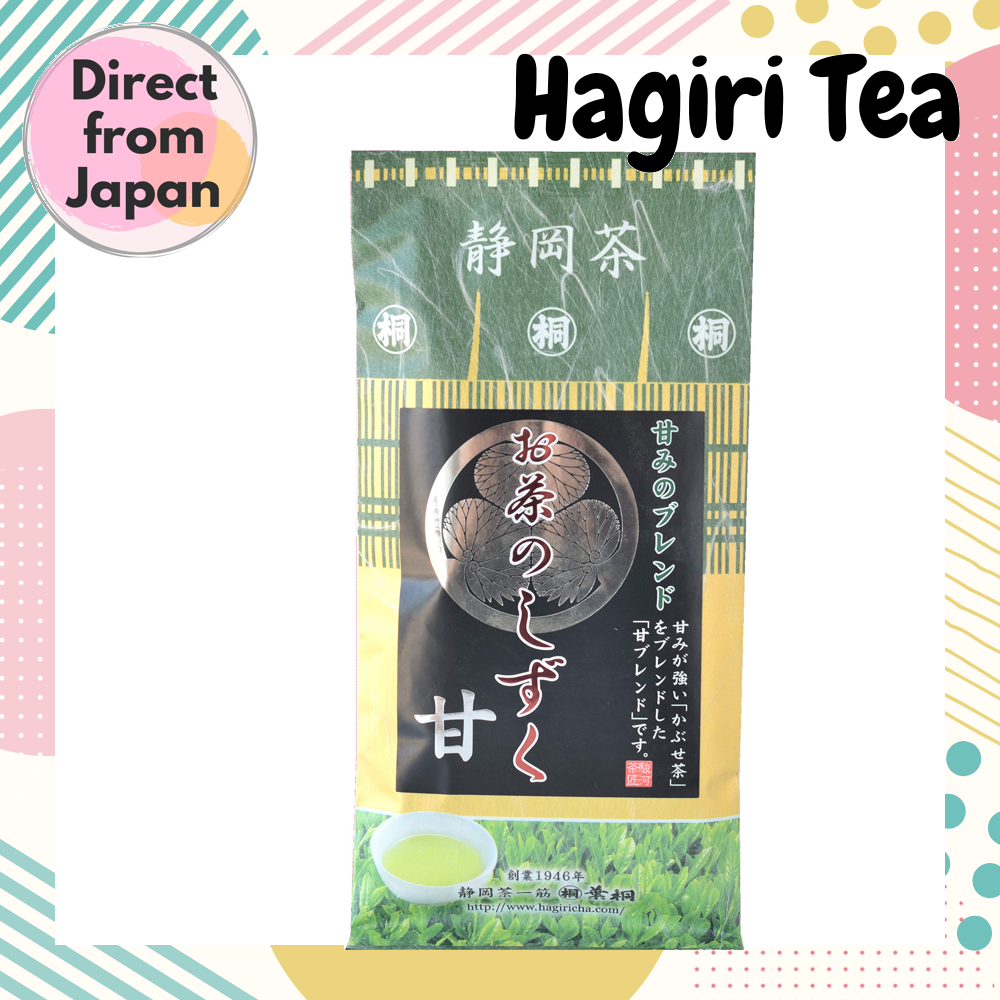 Direct
from
Japan
Hagiri Tea
静岡茶
桐
桐
桐
甘みのブレンド
甘みが強い「かぶせ茶」
をブレンドした
「甘ブレンド」です。
駿河
茶匠
お茶のしずく
甘
創業1946年
静岡茶一筋 桐 葉桐
http://www.hagiricha.com/